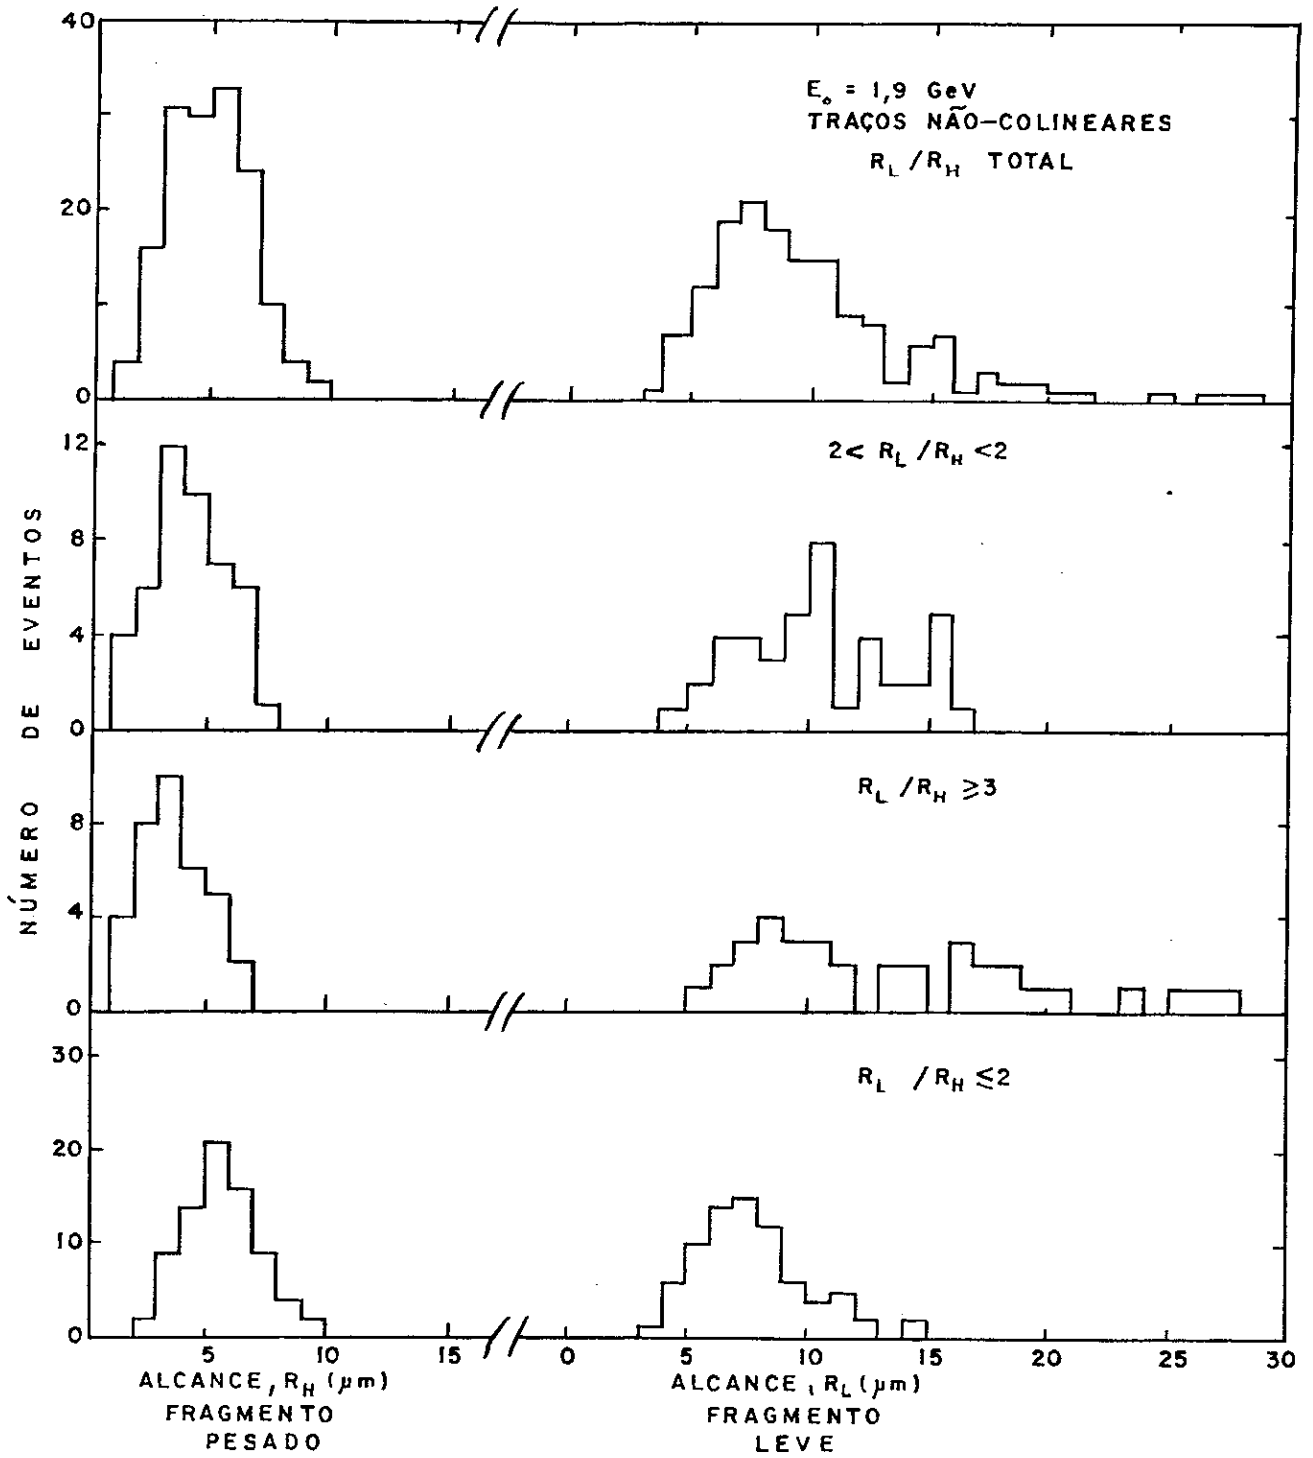 E₀ = 1,9 GeV
TRAÇOS NÃO-COLINEARES
R_L /R_H TOTAL
40
20
0
2< R_L /R_H <2
12
8
4
0
R_L /R_H ⩾3
8
4
0
R_L /R_H ≦2
30
20
10
0
NÚMERO DE EVENTOS
5 10 15 0 5 10 15 20 25 30
ALCANCE, R_H (μm)
FRAGMENTO
PESADO
ALCANCE, R_L (μm)
FRAGMENTO
LEVE